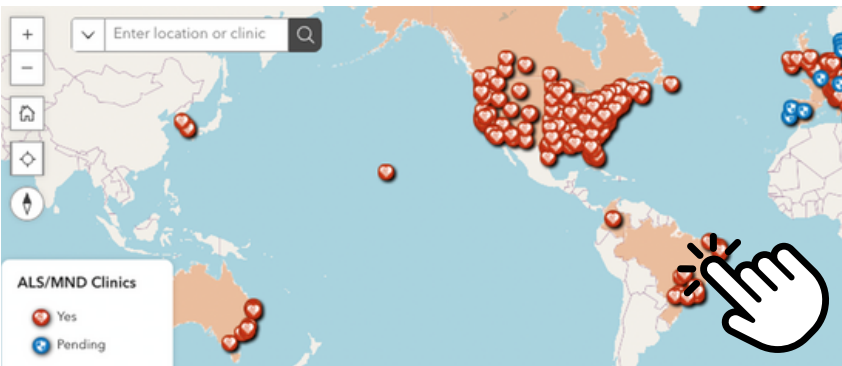 Enter location or clinic
ALS/MND Clinics
Yes
Pending